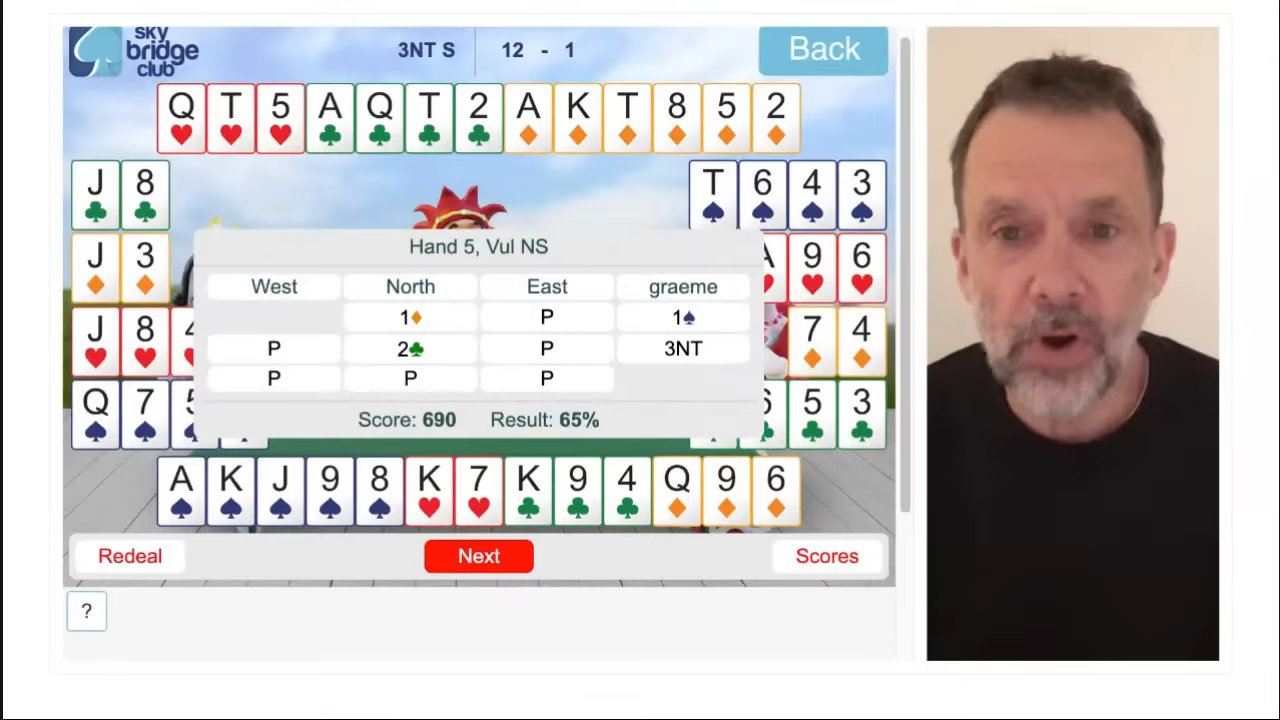 sky
bridge
club
3NT S 12 - 1
Back
Q♥ T♥ 5♥ A♣ Q♣ T♣ 2♣ A♦ K♦ T♦ 8♦ 5♦ 2♦
J♣ 8♣
T♠ 6♠ 4♠ 3♠
J♦ 3♦
9♥ 6♥
J♥ 8♥
7♦ 4♦
Q♠ 7♠
5♣ 3♣
Hand 5, Vul NS
West North East graeme
1♦ P 1♠
P 2♣ P 3NT
P P P
Score: 690 Result: 65%
A♠ K♠ J♠ 9♠ 8♠ K♥ 7♥ K♣ 9♣ 4♣ Q♦ 9♦ 6♦
Redeal Next Scores
?